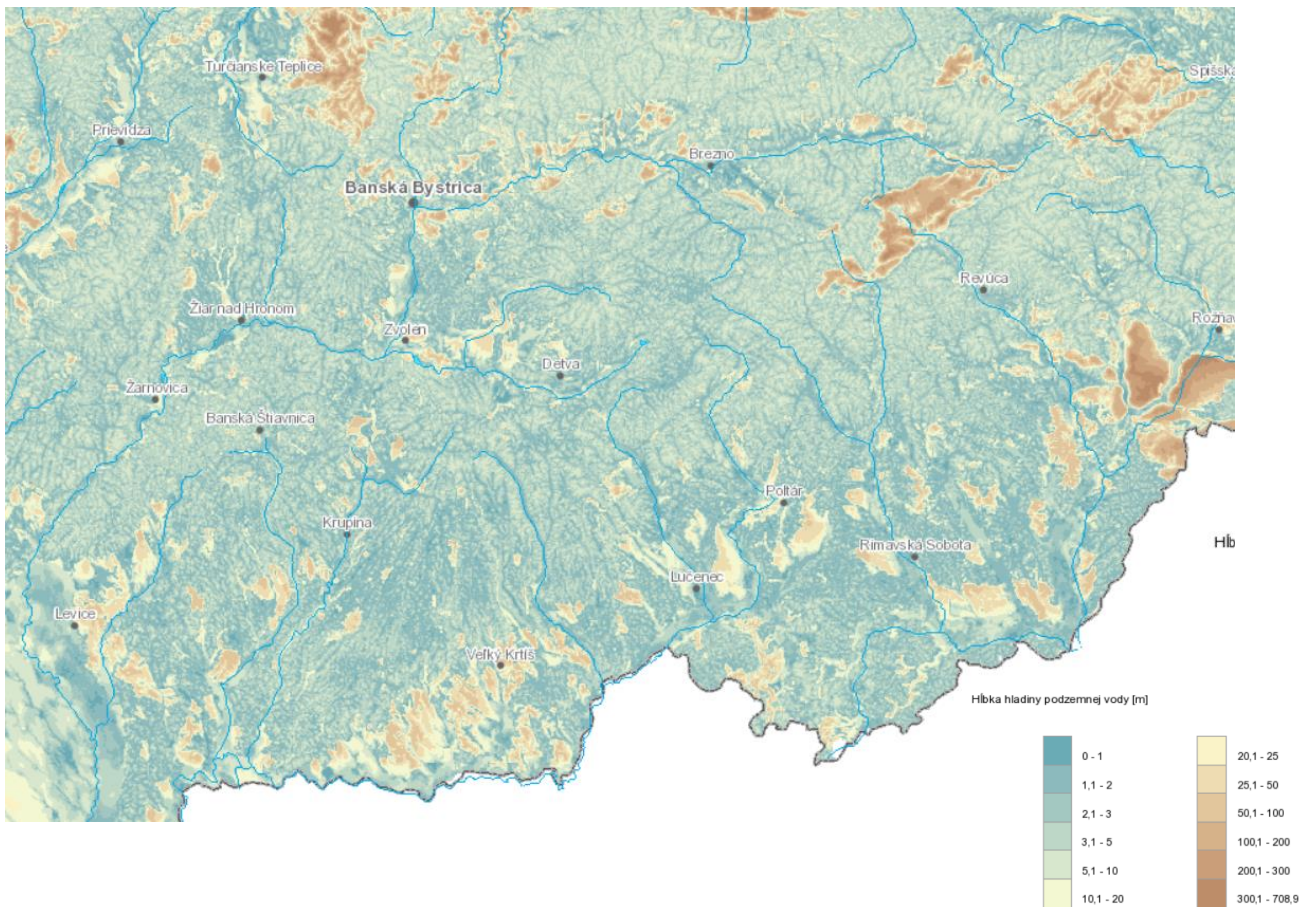 Turčianske Teplice
Spišská
Prievidza
Brezno
Banská Bystrica
Revúca
Žiar nad Hronom
Zvolen
Rožňav
Detva
Žarnovica
Banská Štiavnica
Poltár
Krupina
Rimavská Sobota
Hĺb
Lučenec
Levice
Veľký Krtíš
Hĺbka hladiny podzemnej vody [m]
0 - 1
1,1 - 2
2,1 - 3
3,1 - 5
5,1 - 10
10,1 - 20
20,1 - 25
25,1 - 50
50,1 - 100
100,1 - 200
200,1 - 300
300,1 - 708,9